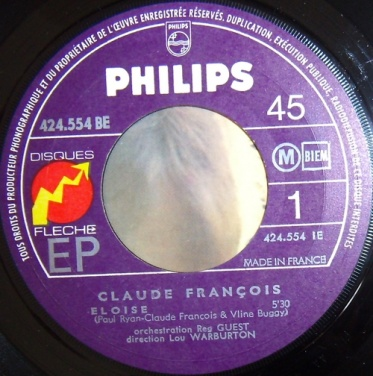 TOUS DROITS DU PRODUCTEUR PHONOGRAPHIQUE ET DU PROPRIÉTAIRE DE L'ŒUVRE ENREGISTRÉE RÉSERVÉS. DUPLICATION, EXÉCUTION PUBLIQUE, RADIODIFFUSION DE CE DISQUE INTERDITES
PHILIPS
PHILIPS
45
424.554 BE
DISQUES
FLECHE
EP
M BIEM
1
424.554 1E
MADE IN FRANCE
CLAUDE FRANÇOIS
ELOISE 5'30
(Paul Ryan-Claude François & Vline Buggy)
orchestration Reg GUEST
direction Lou WARBURTON